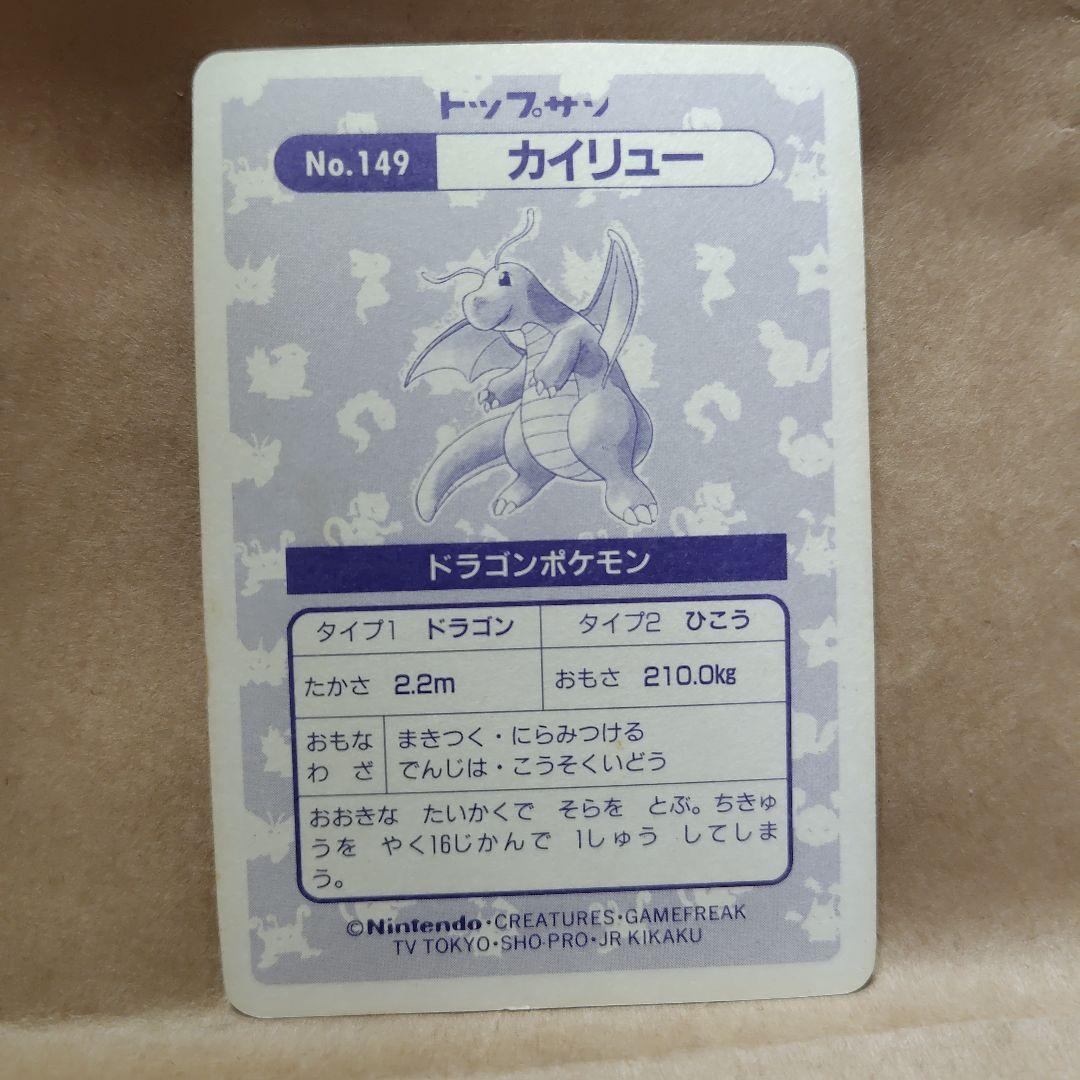 トップサン
No.149 カイリュー
ドラゴンポケモン
タイプ1 ドラゴン タイプ2 ひこう
たかさ 2.2m おもさ 210.0kg
おもな まきつく・にらみつける
わざ でんじは・こうそくいどう
おおきな たいかくで そらを とぶ。ちきゅ
うを やく16じかんで 1しゅう してしま
う。
©Nintendo・CREATURES・GAMEFREAK
TV TOKYO・SHO-PRO・JR KIKAKU